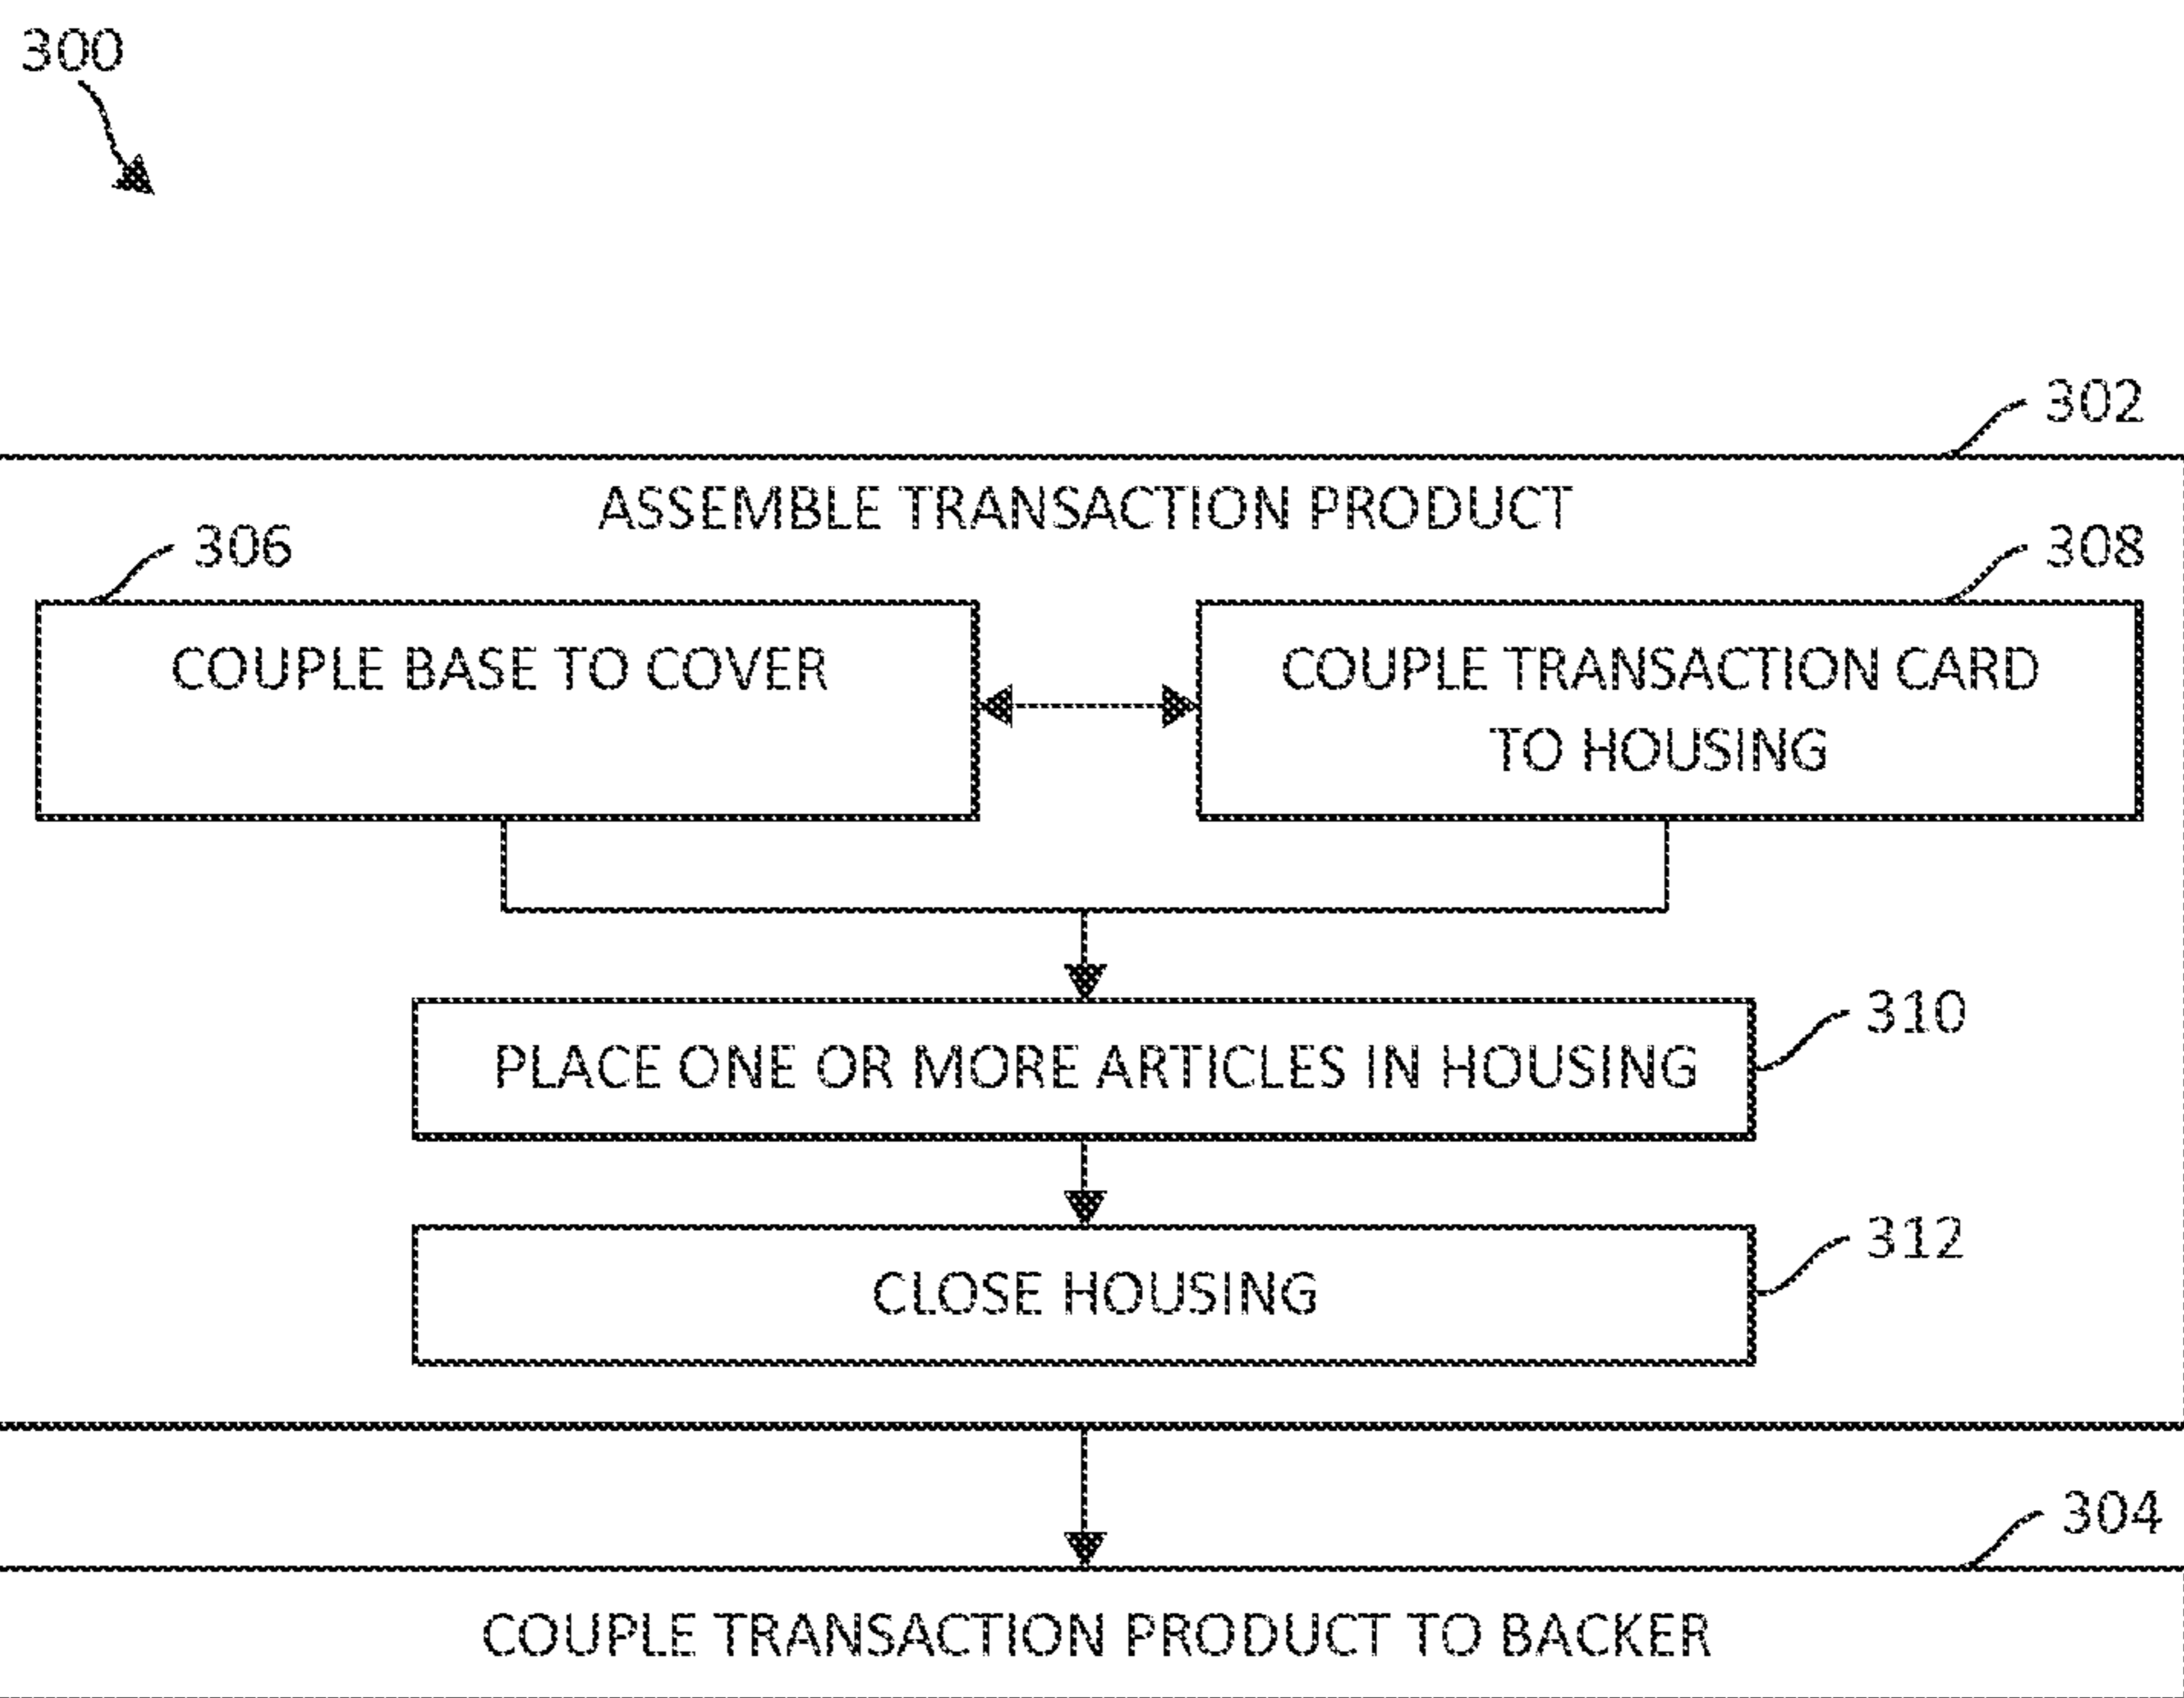 300
302
ASSEMBLE TRANSACTION PRODUCT
306
308
COUPLE BASE TO COVER
COUPLE TRANSACTION CARD
TO HOUSING
310
PLACE ONE OR MORE ARTICLES IN HOUSING
312
CLOSE HOUSING
304
COUPLE TRANSACTION PRODUCT TO BACKER